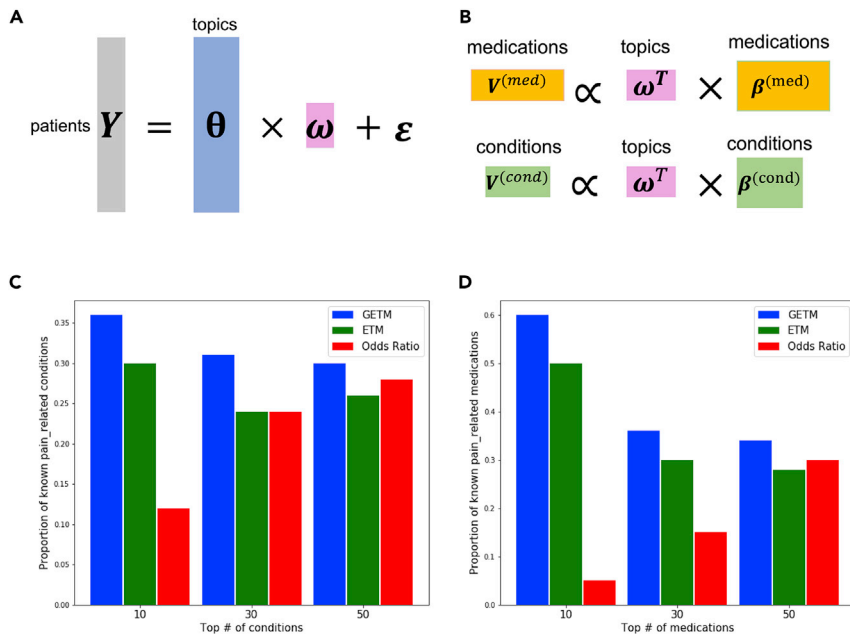 A
topics
patients Y = θ × ω + ε
B
medications topics medications
V^(med) ∝ ω^T × β^(med)
conditions topics conditions
V^(cond) ∝ ω^T × β^(cond)
C
GETM
ETM
Odds Ratio
Proportion of known pain_related conditions
0.35
0.30
0.25
0.20
0.15
0.10
0.05
0.00
10 30 50
Top # of conditions
D
GETM
ETM
Odds Ratio
Proportion of known pain_related medications
0.6
0.5
0.4
0.3
0.2
0.1
0.0
10 30 50
Top # of medications